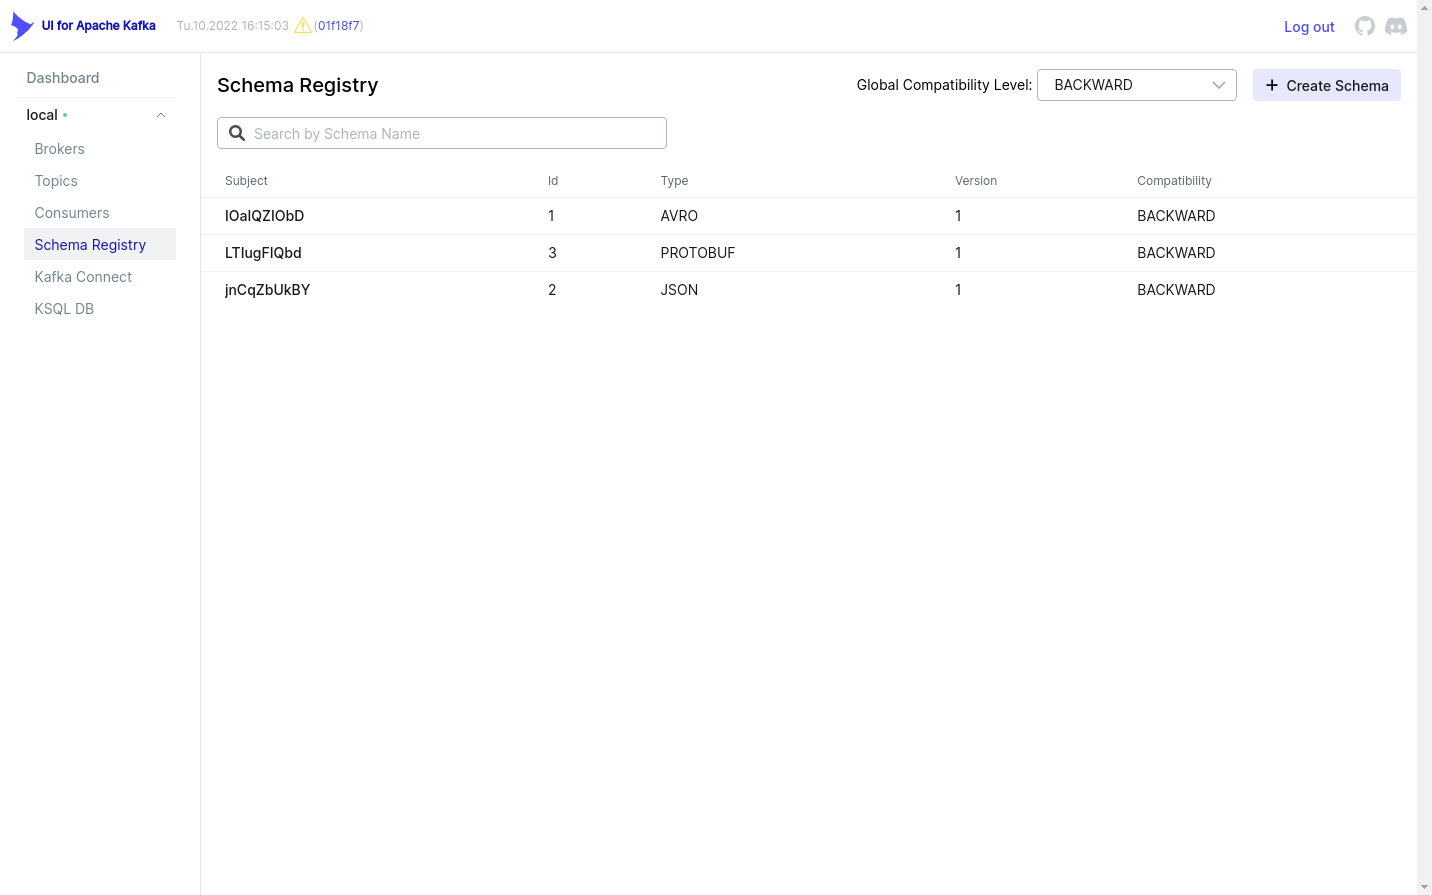 UI for Apache Kafka Tu.10.2022 16:15:03 (01f18f7) Log out
Dashboard
local
Brokers
Topics
Consumers
Schema Registry
Kafka Connect
KSQL DB
Schema Registry Global Compatibility Level: BACKWARD Create Schema
Search by Schema Name
Subject Id Type Version Compatibility
IOaIQZIObD 1 AVRO 1 BACKWARD
LTIugFIQbd 3 PROTOBUF 1 BACKWARD
jnCqZbUkBY 2 JSON 1 BACKWARD